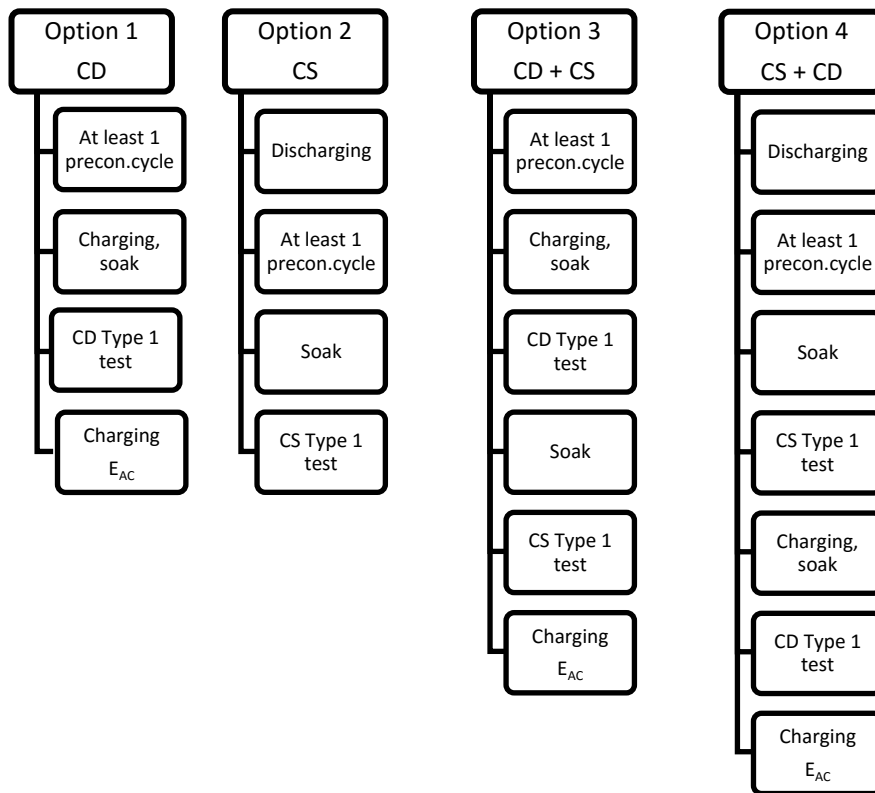 Option 1
CD
At least 1
precon.cycle
Charging,
soak
CD Type 1
test
Charging
EAC
Option 2
CS
Discharging
At least 1
precon.cycle
Soak
CS Type 1
test
Option 3
CD + CS
At least 1
precon.cycle
Charging,
soak
CD Type 1
test
Soak
CS Type 1
test
Charging
EAC
Option 4
CS + CD
Discharging
At least 1
precon.cycle
Soak
CS Type 1
test
Charging,
soak
CD Type 1
test
Charging
EAC